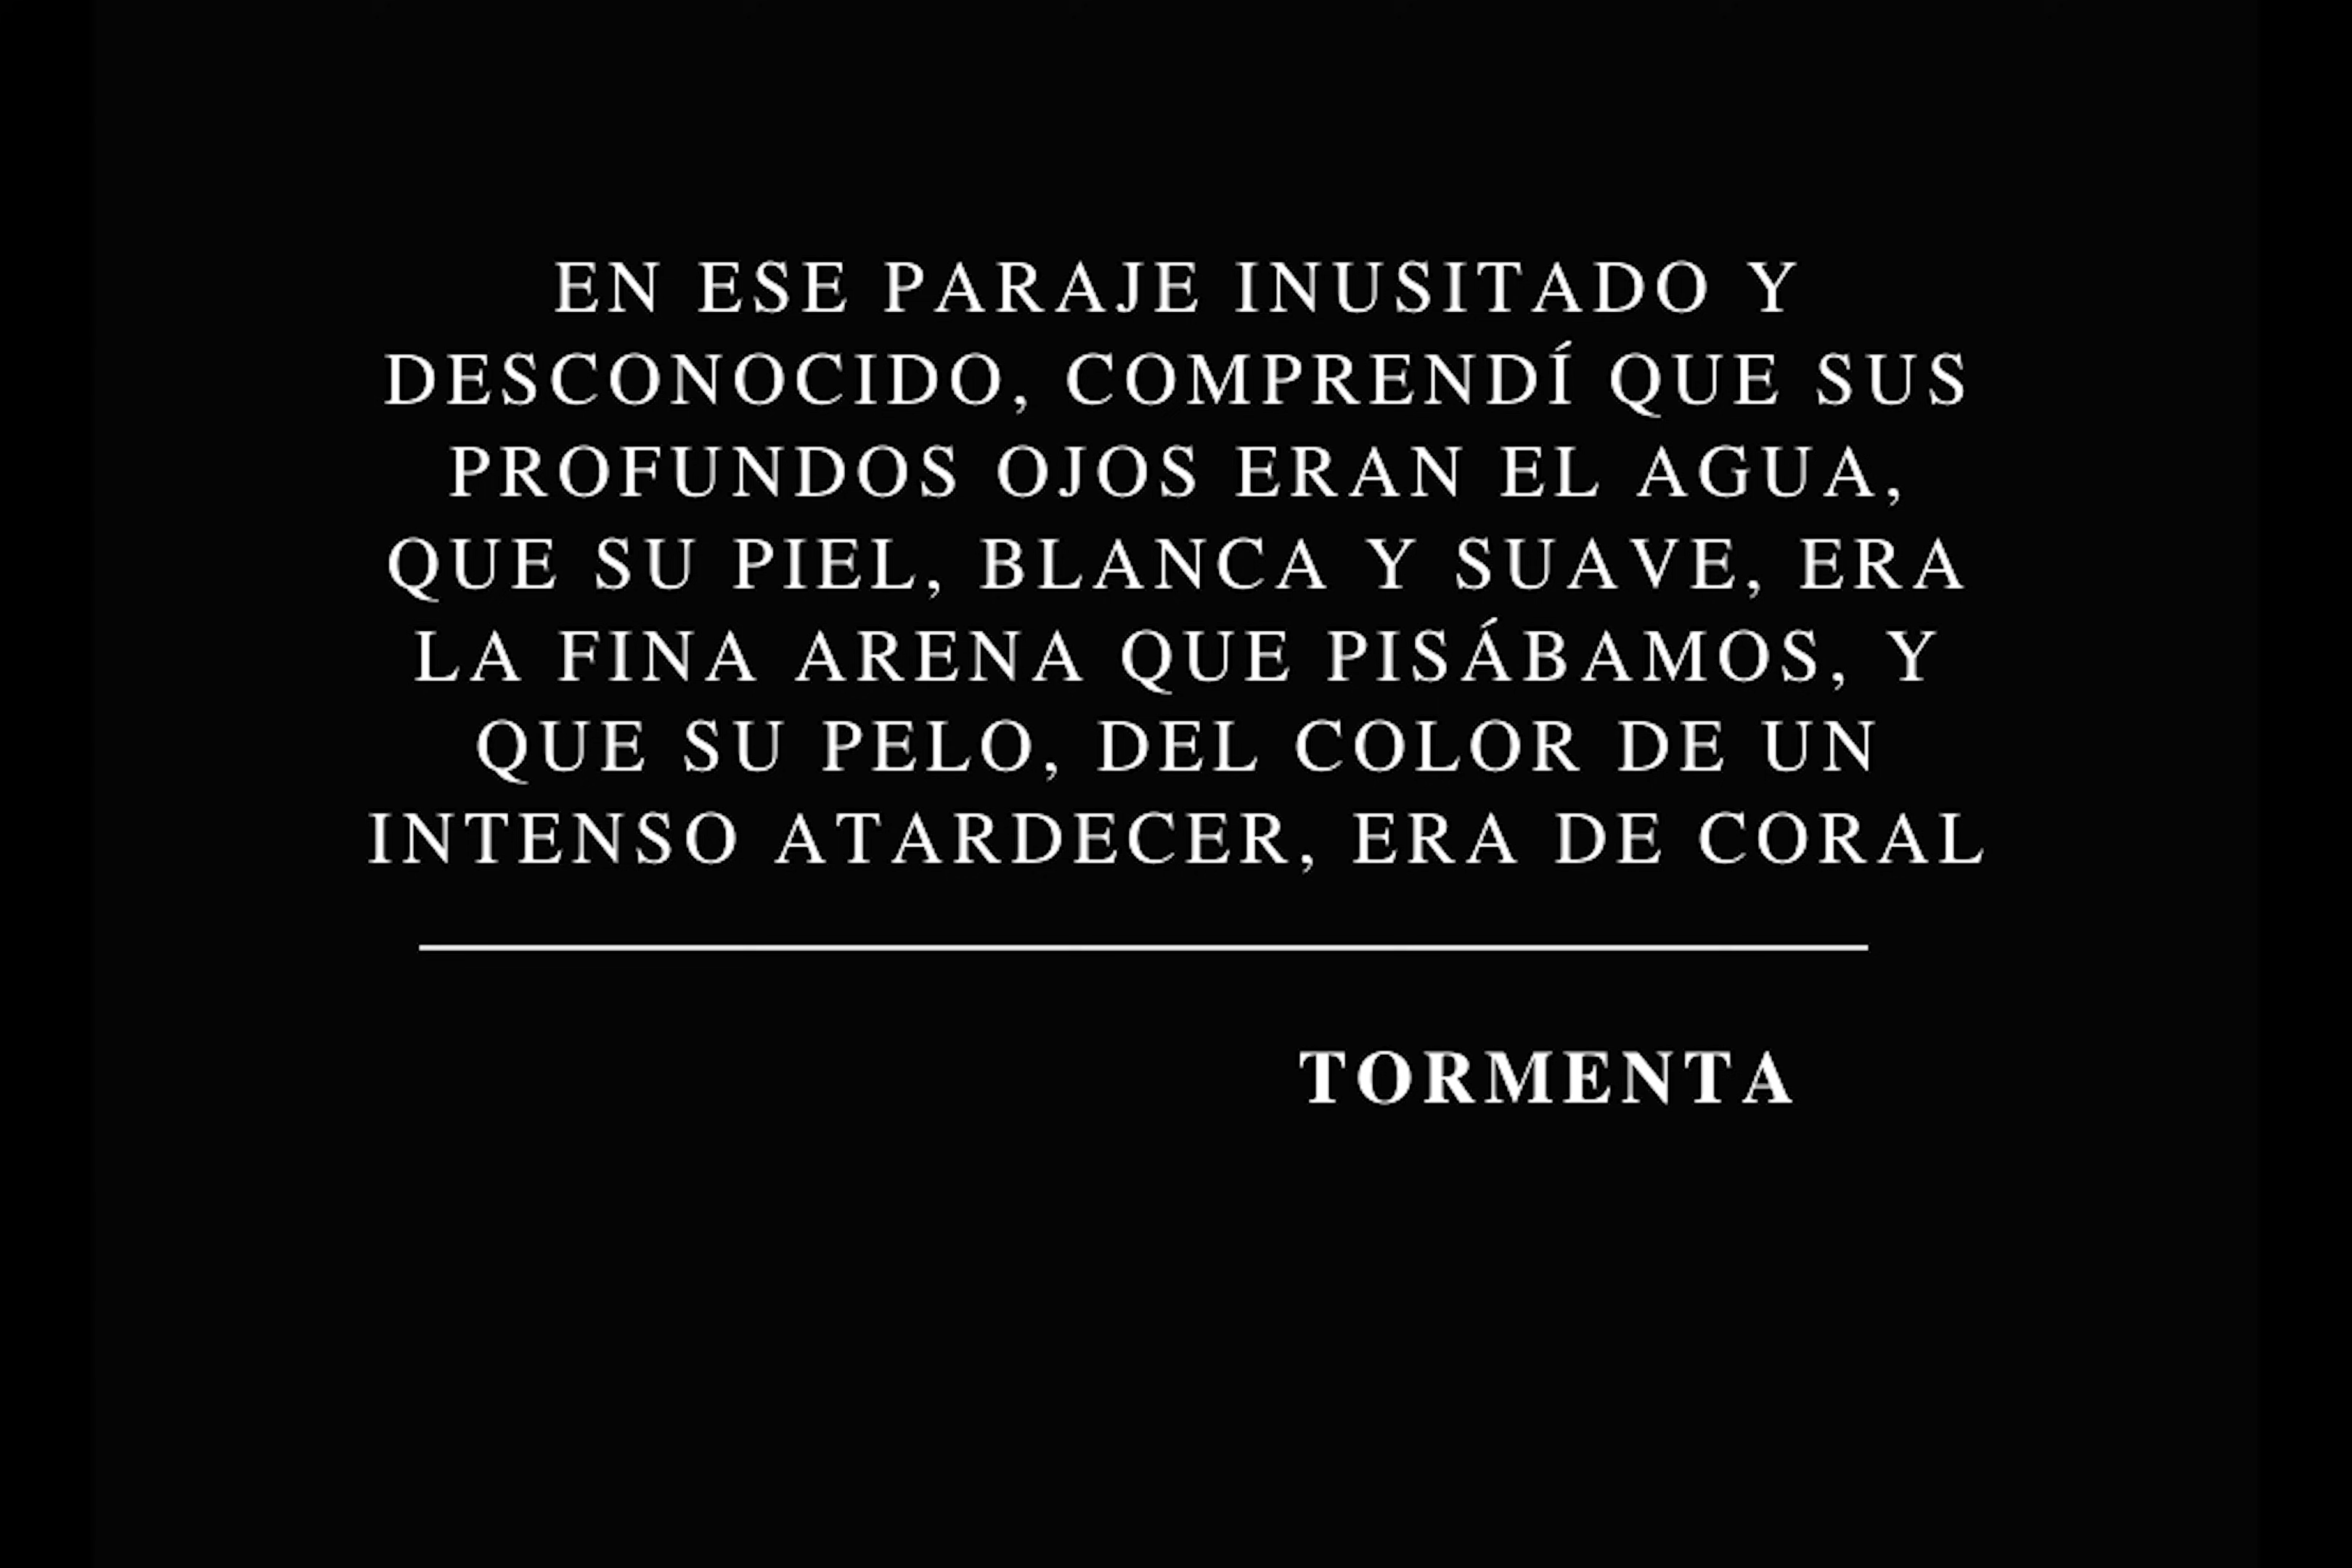 EN ESE PARAJE INUSITADO Y
DESCONOCIDO, COMPRENDÍ QUE SUS
PROFUNDOS OJOS ERAN EL AGUA,
QUE SU PIEL, BLANCA Y SUAVE, ERA
LA FINA ARENA QUE PISÁBAMOS, Y
QUE SU PELO, DEL COLOR DE UN
INTENSO ATARDECER, ERA DE CORAL
TORMENTA